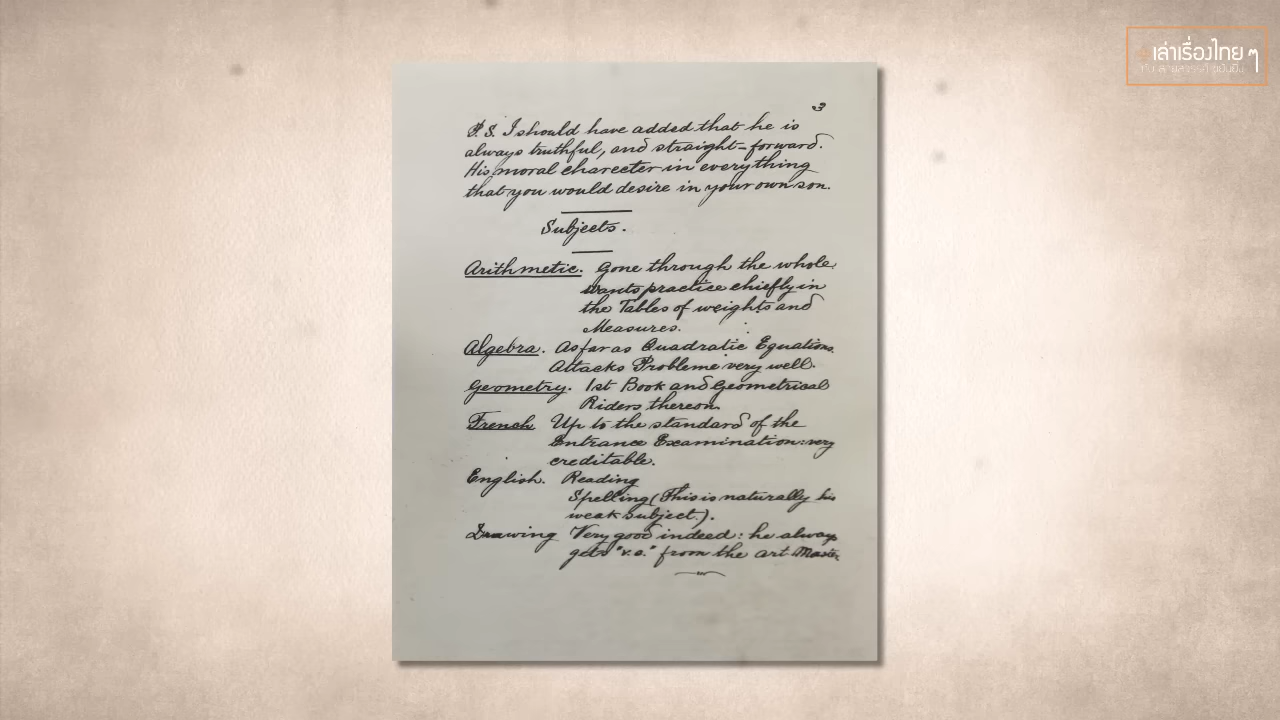 เล่าเรื่องไทย ๆ
3
P.S. I should have added that he is
always truthful, and straight-forward.
His moral charecter in everything
that you would desire in your own son.
Subjects.
Arithmetic. Gone through the whole.
Wants practice chiefly in
the Tables of weights and
Measures.
Algebra. As far as Quadratic Equations.
Attacks Probleme very well.
Geometry. 1st Book and Geometrical
Riders thereon.
French Up to the standard of the
Entrance Examination: very
creditable.
English. Reading
Spelling (This is naturally his
weak subject.).
Drawing Very good indeed: he always
gets "v.g." from the art Master.